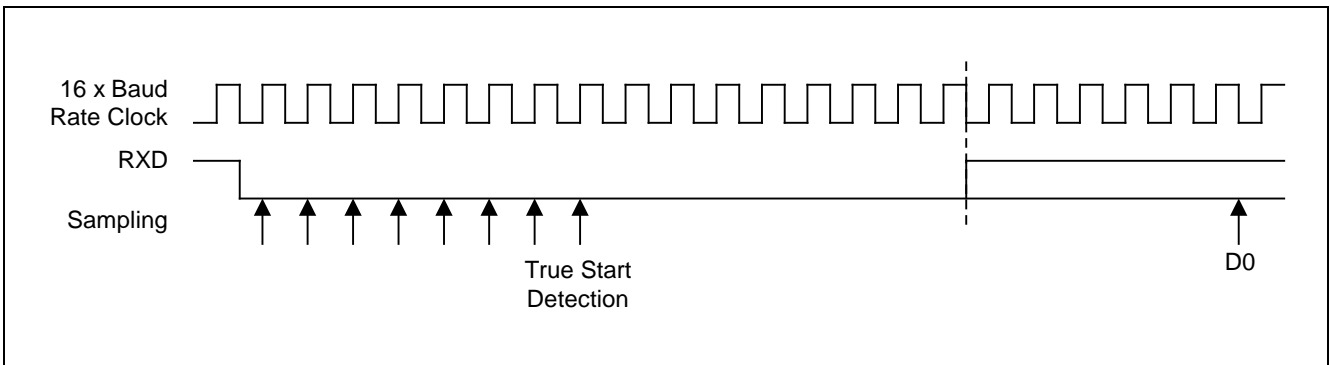 16 x Baud
Rate Clock
RXD
Sampling
True Start
Detection
D0